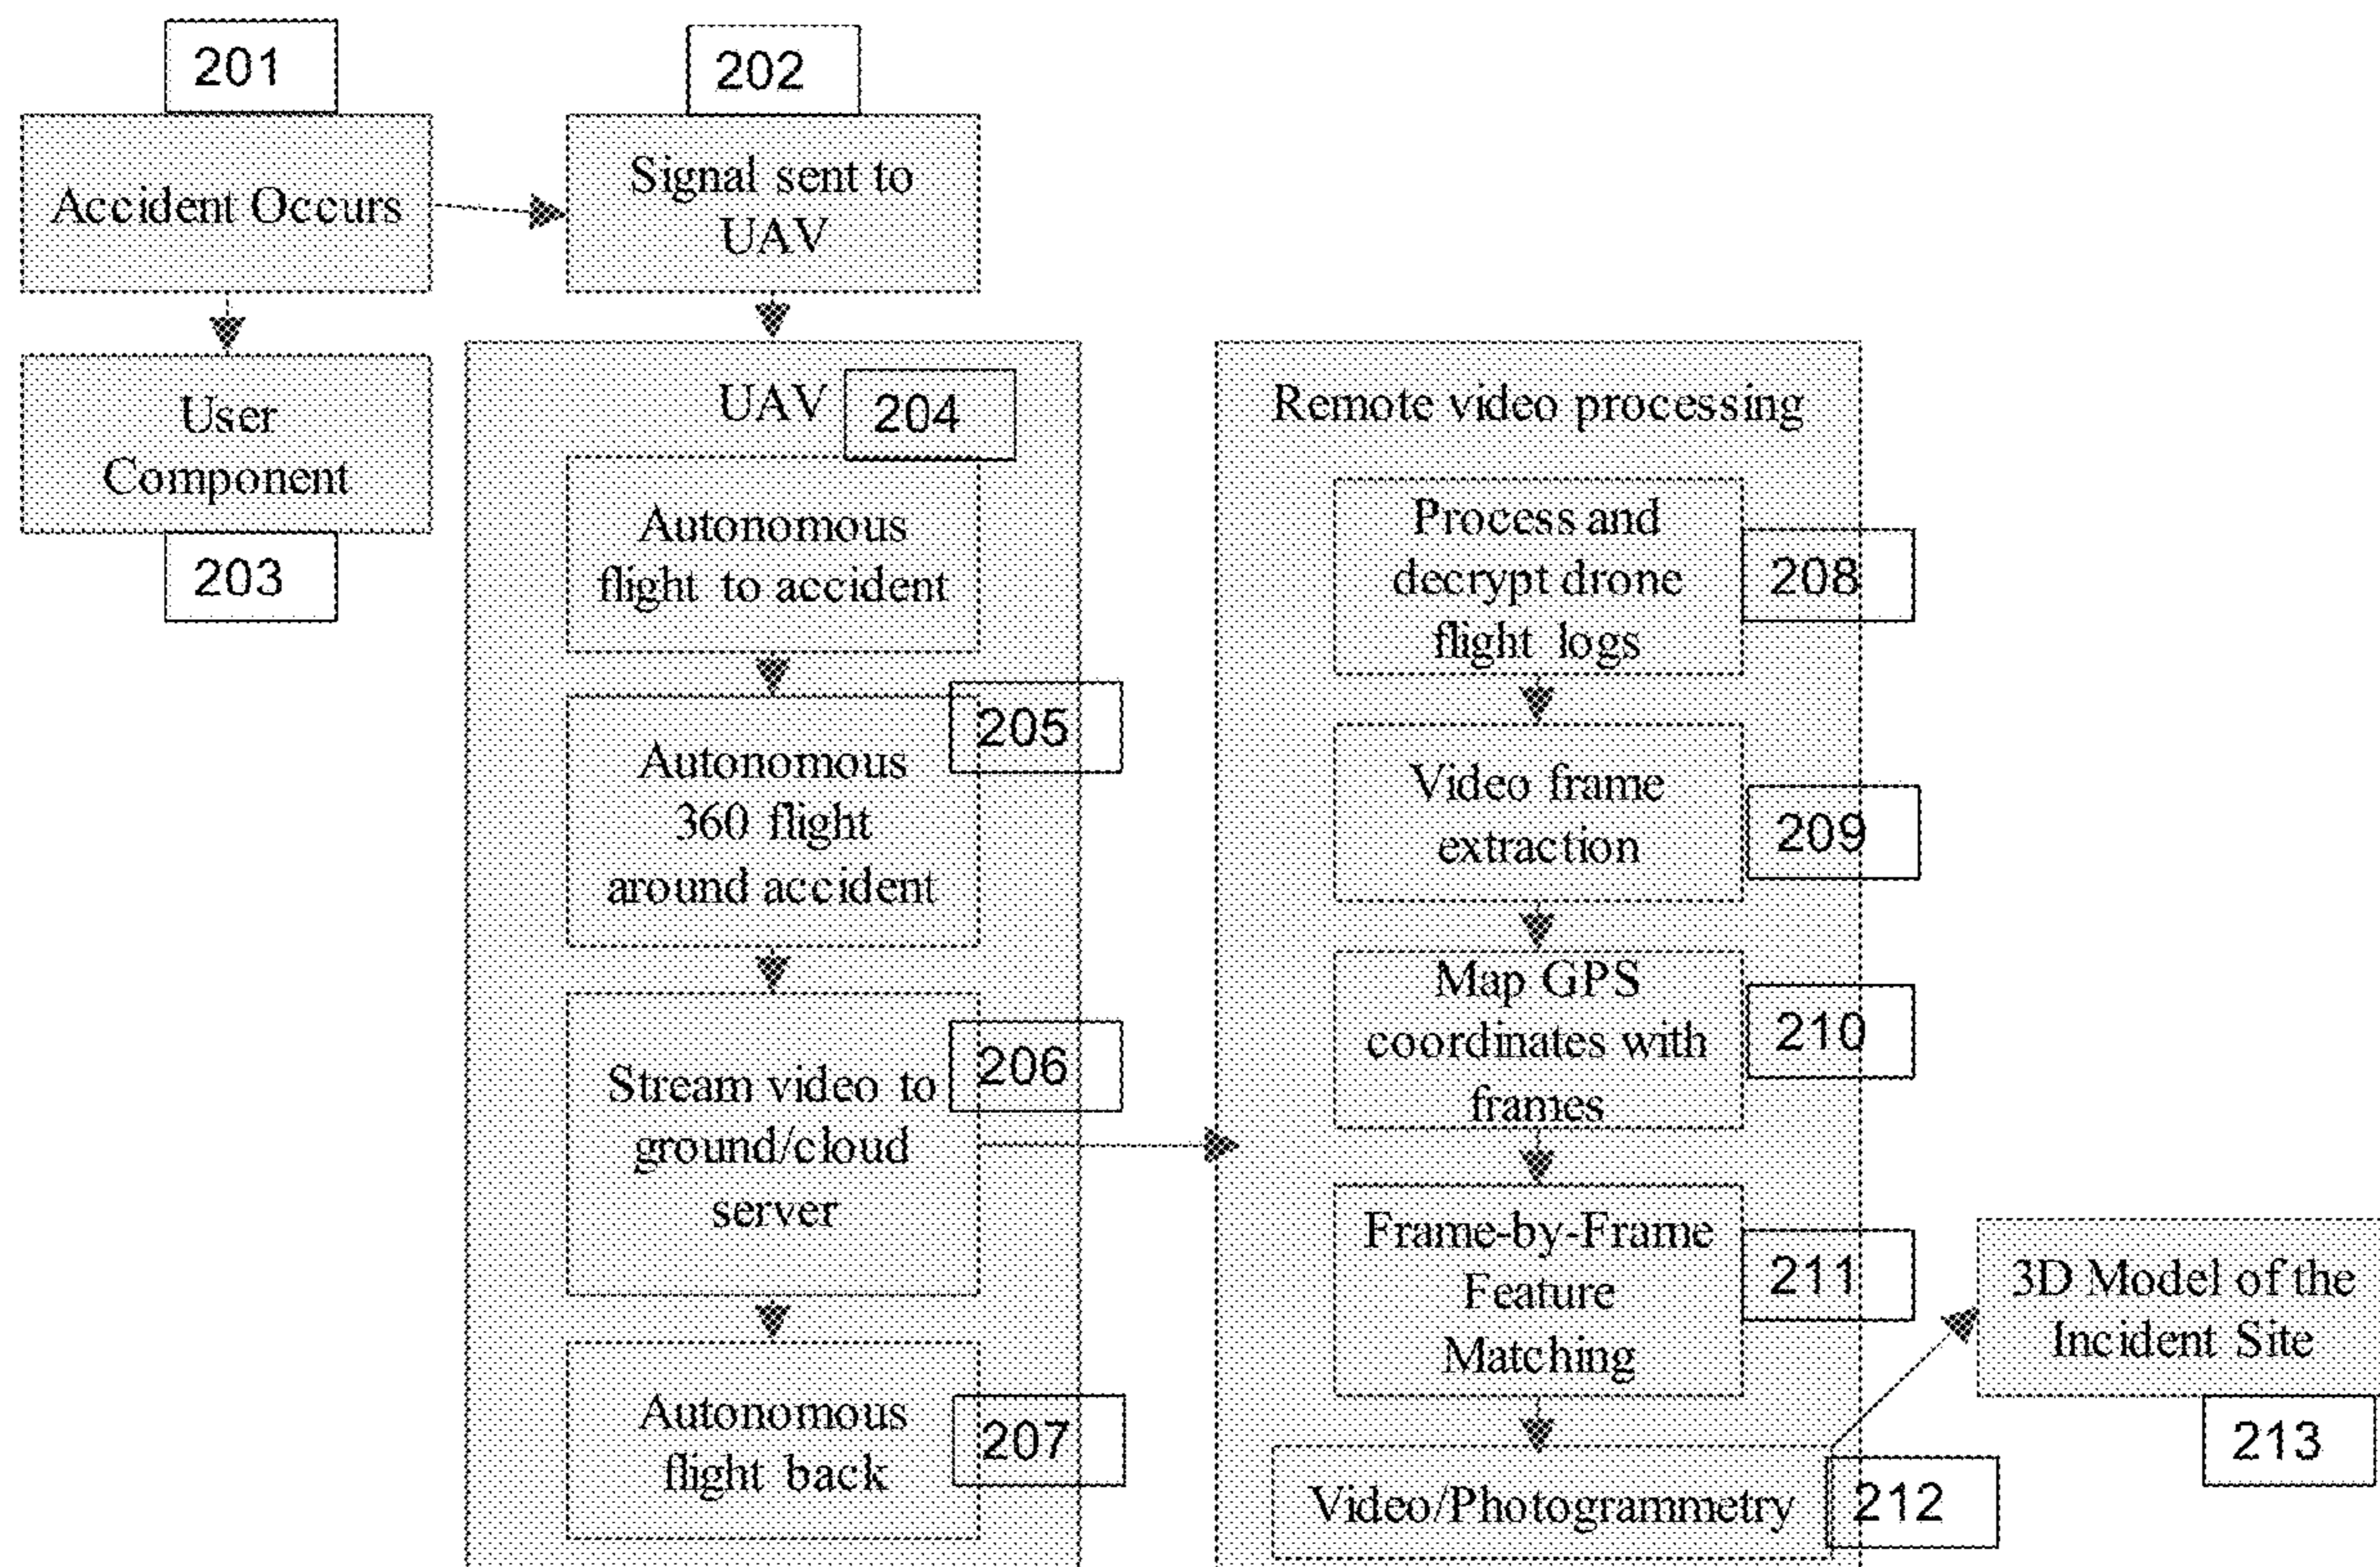 201
Accident Occurs
202
Signal sent to
UAV
User
Component
203
UAV
204
Autonomous
flight to accident
205
Autonomous
360 flight
around accident
206
Stream video to
ground/cloud
server
207
Autonomous
flight back
Remote video processing
Process and
decrypt drone
flight logs
208
Video frame
extraction
209
Map GPS
coordinates with
frames
210
Frame-by-Frame
Feature
Matching
211
Video/Photogrammetry
212
3D Model of the
Incident Site
213